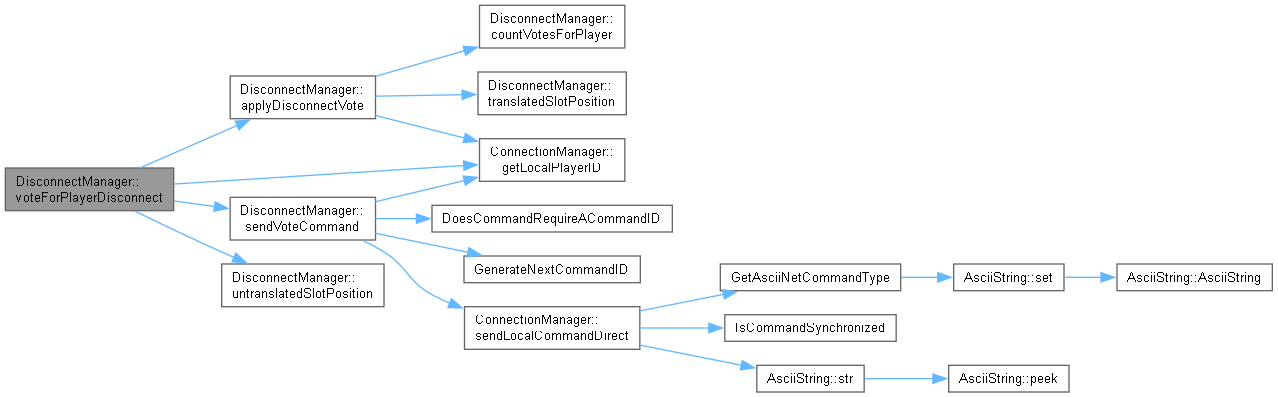 DisconnectManager::
voteForPlayerDisconnect
DisconnectManager::
applyDisconnectVote
DisconnectManager::
countVotesForPlayer
DisconnectManager::
translatedSlotPosition
ConnectionManager::
getLocalPlayerID
DisconnectManager::
sendVoteCommand
DoesCommandRequireACommandID
GenerateNextCommandID
ConnectionManager::
sendLocalCommandDirect
GetAsciiNetCommandType
AsciiString::set
AsciiString::AsciiString
IsCommandSynchronized
AsciiString::str
AsciiString::peek
DisconnectManager::
untranslatedSlotPosition